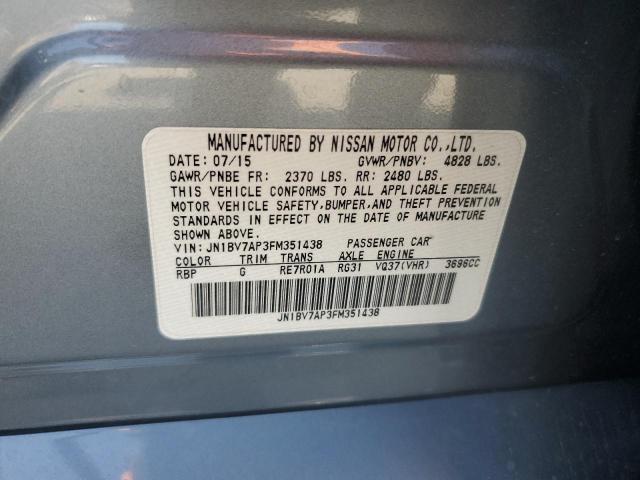 MANUFACTURED BY NISSAN MOTOR CO.,LTD.
DATE: 07/15 GVWR/PNBV: 4828 LBS.
GAWR/PNBE FR: 2370 LBS. RR: 2480 LBS.
THIS VEHICLE CONFORMS TO ALL APPLICABLE FEDERAL
MOTOR VEHICLE SAFETY,BUMPER,AND THEFT PREVENTION
STANDARDS IN EFFECT ON THE DATE OF MANUFACTURE
SHOWN ABOVE.
VIN: JN1BV7AP3FM351438 PASSENGER CAR
COLOR TRIM TRANS AXLE ENGINE
RBP G RE7R01A RG31 VQ37(VHR) 3696CC
JN1BV7AP3FM351438